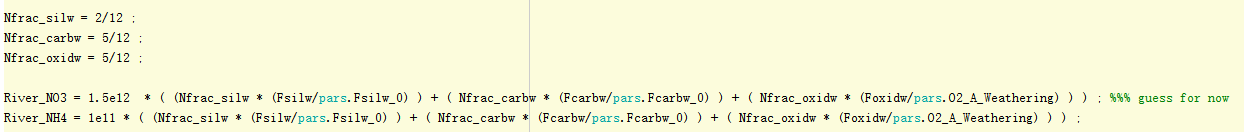 Nfrac_silw = 2/12 ;
Nfrac_carbw = 5/12 ;
Nfrac_oxidw = 5/12 ;
River_NO3 = 1.5e12  * ( (Nfrac_silw * (Fsilw/pars.Fsilw_0) ) + ( Nfrac_carbw * (Fcarbw/pars.Fcarbw_0) ) + ( Nfrac_oxidw * (Foxidw/pars.O2_A_Weathering) ) ) ; %%% guess for now
River_NH4 = 1e11 * ( (Nfrac_silw * (Fsilw/pars.Fsilw_0) ) + ( Nfrac_carbw * (Fcarbw/pars.Fcarbw_0) ) + ( Nfrac_oxidw * (Foxidw/pars.O2_A_Weathering) ) ) ;